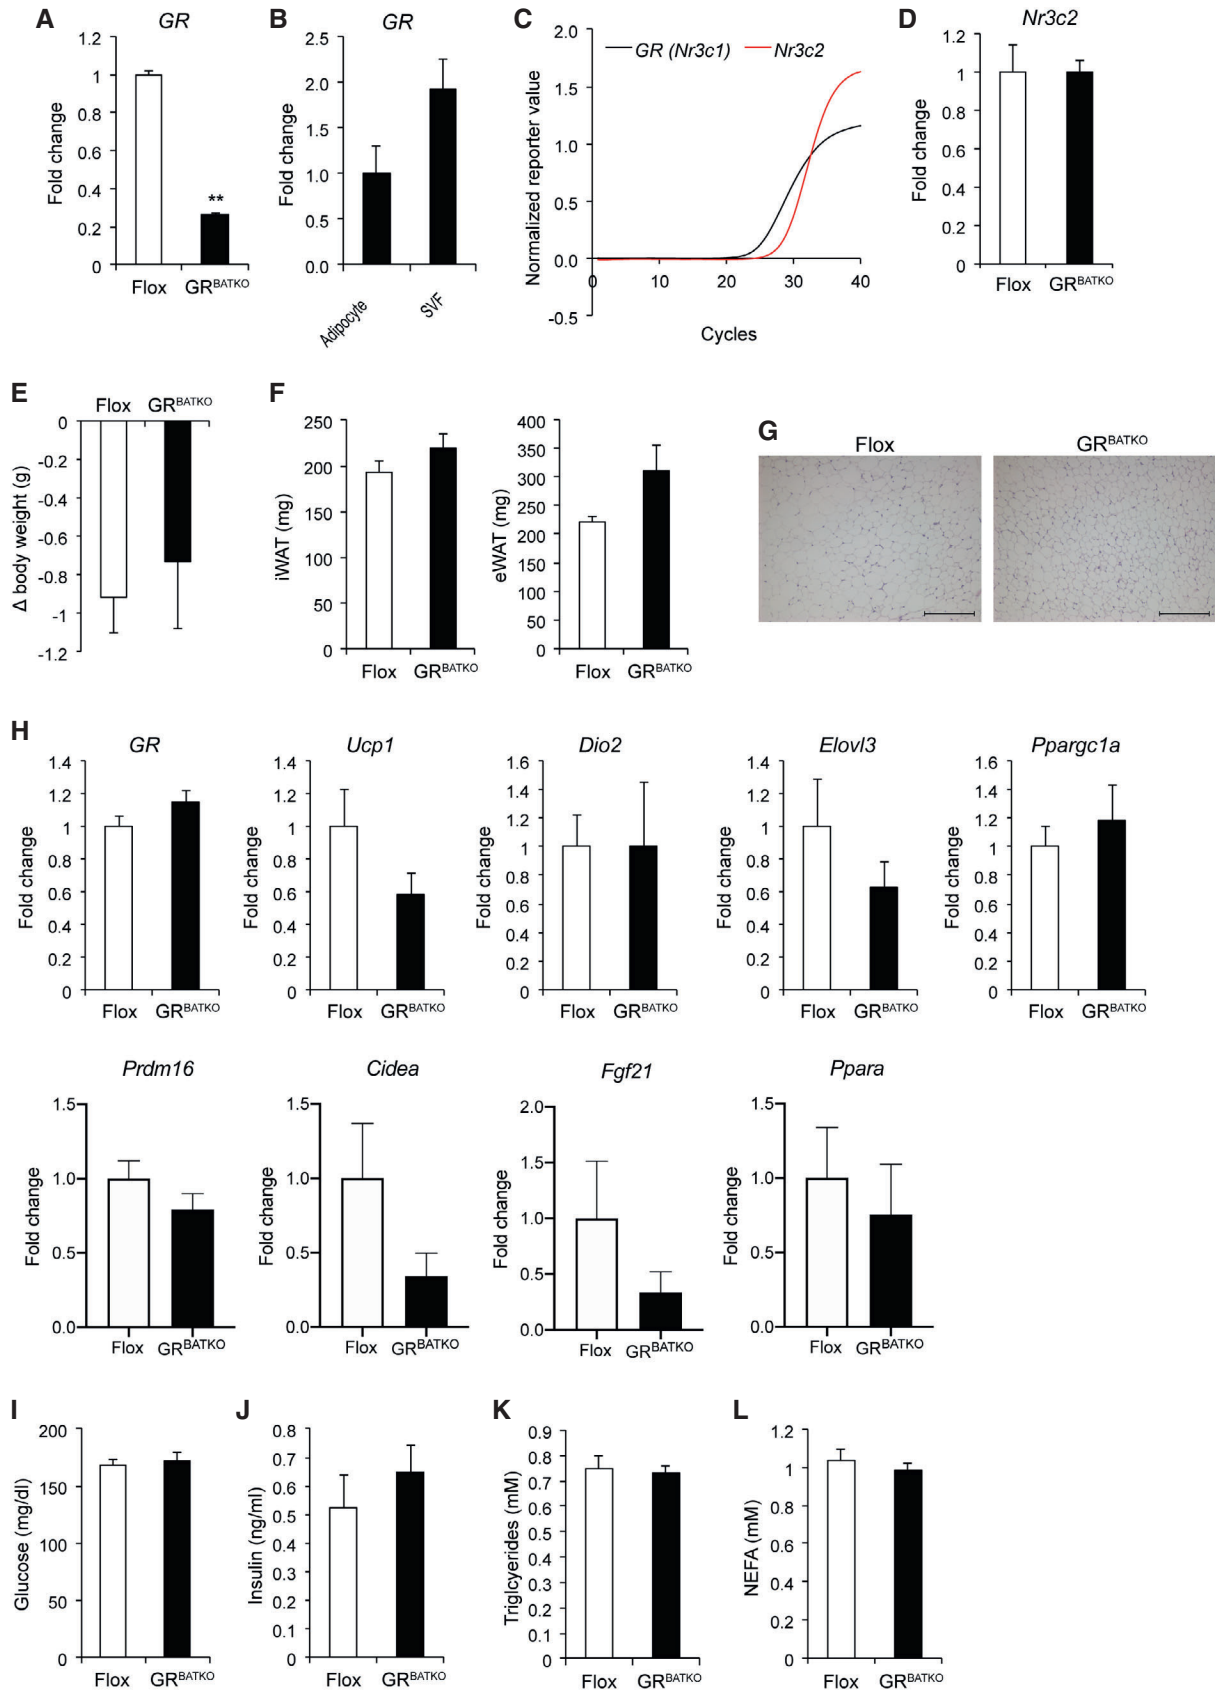 A
GR
Fold change
1.2
1
0.8
0.6
0.4
0.2
0
**
Flox GRBATKO
B
GR
Fold change
2.5
2.0
1.5
1.0
0.5
0.0
Adipocyte SVF
C
Normalized reporter value
2.0
1.5
1.0
0.5
0.0
-0.5
GR (Nr3c1) Nr3c2
0 10 20 30 40
Cycles
D
Nr3c2
Fold change
1.2
1
0.8
0.6
0.4
0.2
0
Flox GRBATKO
E
Flox GRBATKO
Δ body weight (g)
0
-0.2
-0.4
-0.6
-0.8
-1
-1.2
F
iWAT (mg)
250
200
150
100
50
0
Flox GRBATKO
eWAT (mg)
400
350
300
250
200
150
100
50
0
Flox GRBATKO
G
Flox GRBATKO
H
GR
Fold change
1.4
1.2
1
0.8
0.6
0.4
0.2
0
Flox GRBATKO
Ucp1
Fold change
1.4
1.2
1
0.8
0.6
0.4
0.2
0
Flox GRBATKO
Dio2
Fold change
1.6
1.4
1.2
1
0.8
0.6
0.4
0.2
0
Flox GRBATKO
Elovl3
Fold change
1.4
1.2
1
0.8
0.6
0.4
0.2
0
Flox GRBATKO
Ppargc1a
Fold change
1.6
1.4
1.2
1
0.8
0.6
0.4
0.2
0
Flox GRBATKO
Prdm16
Fold change
1.5
1.0
0.5
0.0
Flox GRBATKO
Cidea
Fold change
1.5
1.0
0.5
0.0
Flox GRBATKO
Fgf21
Fold change
2.0
1.5
1.0
0.5
0.0
Flox GRBATKO
Ppara
Fold change
1.5
1.0
0.5
0.0
Flox GRBATKO
I
Glucose (mg/dl)
200
150
100
50
0
Flox GRBATKO
J
Insulin (ng/ml)
0.8
0.7
0.6
0.5
0.4
0.3
0.2
0.1
0
Flox GRBATKO
K
Triglcyerides (mM)
0.9
0.8
0.7
0.6
0.5
0.4
0.3
0.2
0.1
0
Flox GRBATKO
L
NEFA (mM)
1.2
1
0.8
0.6
0.4
0.2
0
Flox GRBATKO